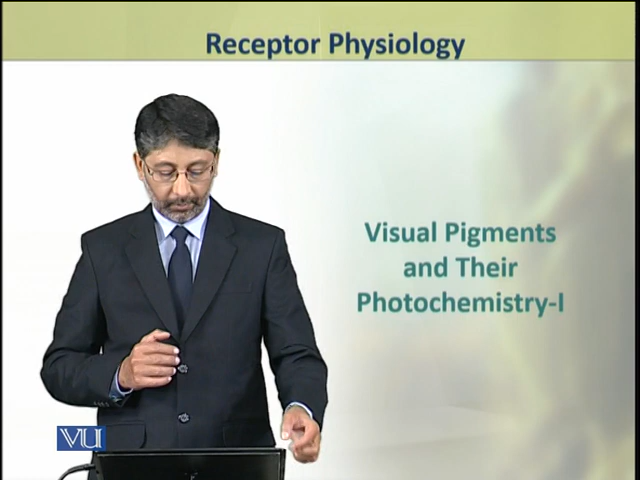 Receptor Physiology
Visual Pigments
and Their
Photochemistry-I
VU